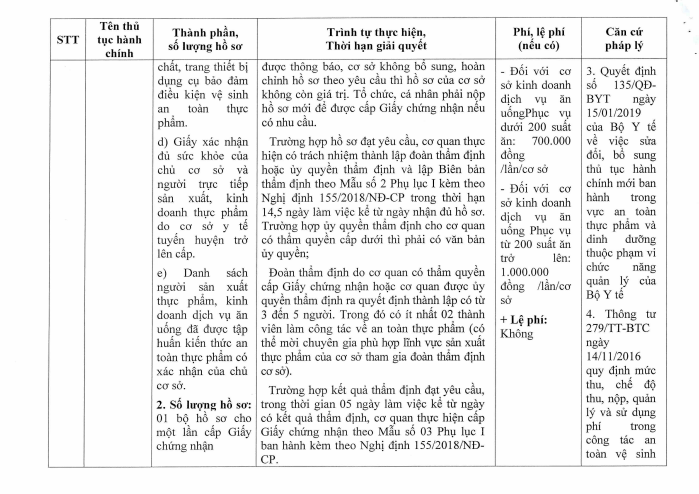 STT
Tên thủ
tục hành
chính
Thành phần,
số lượng hồ sơ
Trình tự thực hiện,
Thời hạn giải quyết
Phí, lệ phí
(nếu có)
Căn cứ
pháp lý
chất, trang thiết bị
dụng cụ bảo đảm
điều kiện vệ sinh
an toàn thực
phẩm.
d) Giấy xác nhận
đủ sức khỏe của
chủ cơ sở và
người trực tiếp
sản xuất, kinh
doanh thực phẩm
do cơ sở y tế
tuyến huyện trở
lên cấp.
e) Danh sách
người sản xuất
thực phẩm, kinh
doanh dịch vụ ăn
uống đã được tập
huấn kiến thức an
toàn thực phẩm có
xác nhận của chủ
cơ sở.
2. Số lượng hồ sơ:
01 bộ hồ sơ cho
một lần cấp Giấy
chứng nhận
được thông báo, cơ sở không bổ sung, hoàn
chỉnh hồ sơ theo yêu cầu thì hồ sơ của cơ sở
không còn giá trị. Tổ chức, cá nhân phải nộp
hồ sơ mới để được cấp Giấy chứng nhận nếu
có nhu cầu.
Trường hợp hồ sơ đạt yêu cầu, cơ quan thực
hiện có trách nhiệm thành lập đoàn thẩm định
hoặc ủy quyền thẩm định và lập Biên bản
thẩm định theo Mẫu số 2 Phụ lục I kèm theo
Nghị định 155/2018/NĐ-CP trong thời hạn
14,5 ngày làm việc kể từ ngày nhận đủ hồ sơ.
Trường hợp ủy quyền thẩm định cho cơ quan
có thẩm quyền cấp dưới thì phải có văn bản
ủy quyền;
Đoàn thẩm định do cơ quan có thẩm quyền
cấp Giấy chứng nhận hoặc cơ quan được ủy
quyền thẩm định ra quyết định thành lập có từ
3 đến 5 người. Trong đó có ít nhất 02 thành
viên làm công tác về an toàn thực phẩm (có
thể mời chuyên gia phù hợp lĩnh vực sản xuất
thực phẩm của cơ sở tham gia đoàn thẩm định
cơ sở).
Trường hợp kết quả thẩm định đạt yêu cầu,
trong thời gian 05 ngày làm việc kể từ ngày
có kết quả thẩm định, cơ quan thực hiện cấp
Giấy chứng nhận theo Mẫu số 03 Phụ lục I
ban hành kèm theo Nghị định 155/2018/NĐ-
CP.
- Đối với cơ
sở kinh doanh
dịch vụ ăn
uốngPhục vụ
dưới 200 suất
ăn: 700.000
đồng
/lần/cơ sở
- Đối với cơ
sở kinh doanh
dịch vụ ăn
uống Phục vụ
từ 200 suất ăn
trở lên:
1.000.000
đồng /lần/cơ
sở
+ Lệ phí:
Không
3. Quyết định
số 135/QĐ-
BYT ngày
15/01/2019
của Bộ Y tế
về việc sửa
đổi, bổ sung
thủ tục hành
chính mới ban
hành trong
vực an toàn
thực phẩm và
dinh dưỡng
thuộc phạm vi
chức năng
quản lý của
Bộ Y tế
4. Thông tư
279/TT-BTC
ngày
14/11/2016
quy định mức
thu, chế độ
thu, nộp, quản
lý và sử dụng
phí trong
công tác an
toàn vệ sinh